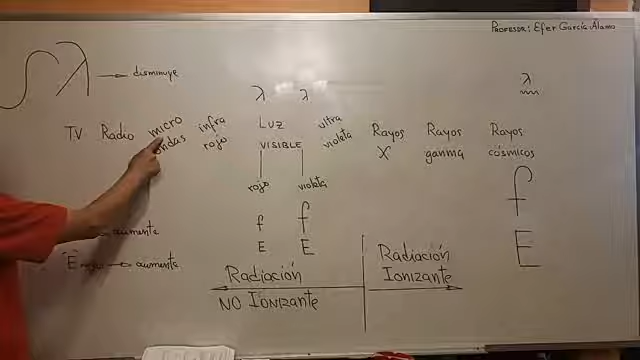 PROFESOR: Efer García Álamo
λ → disminuye
λ λ λ
TV Radio micro ondas infra rojo LUZ VISIBLE ultra violeta Rayos X Rayos gamma Rayos cósmicos
rojo violeta
f f f
aumenta
E E E
"E → aumenta
Radiación NO IONIZANTE
Radiación Ionizante